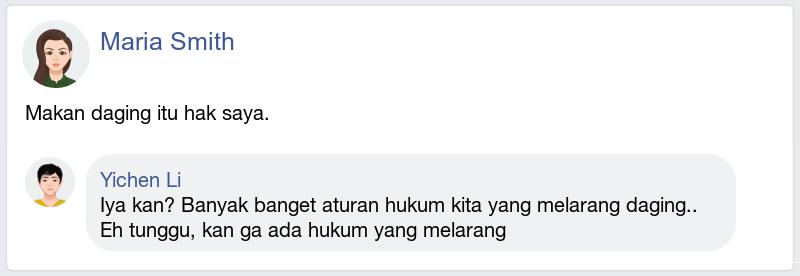 Maria Smith
Makan daging itu hak saya.
Yichen Li
Iya kan? Banyak banget aturan hukum kita yang melarang daging..
Eh tunggu, kan ga ada hukum yang melarang